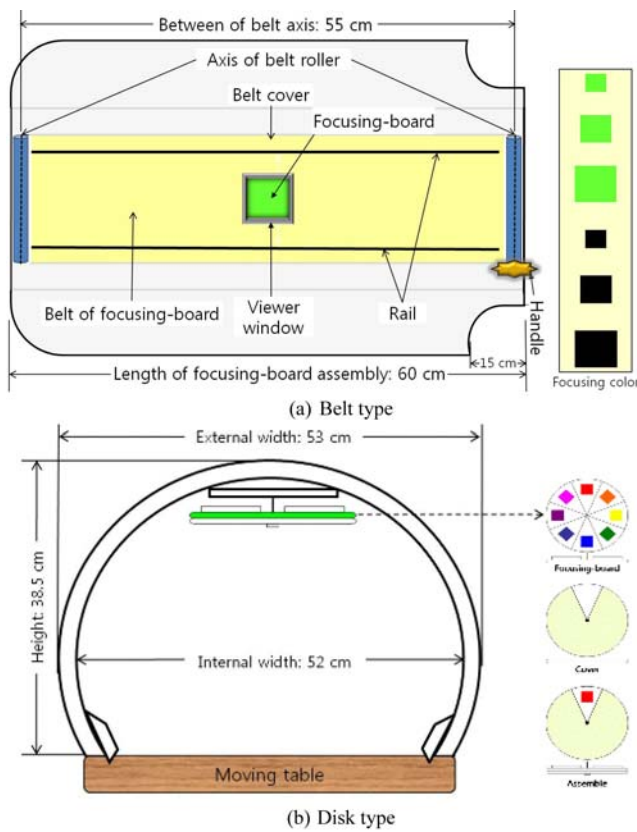 Between of belt axis: 55 cm
Axis of belt roller
Belt cover
Focusing-board
Belt of focusing-board
Viewer
window
Rail
Handle
15 cm
Length of focusing-board assembly: 60 cm
Focusing color
(a) Belt type
External width: 53 cm
Height: 38.5 cm
Internal width: 52 cm
Moving table
Focusing-board
Cover
Assemble
(b) Disk type